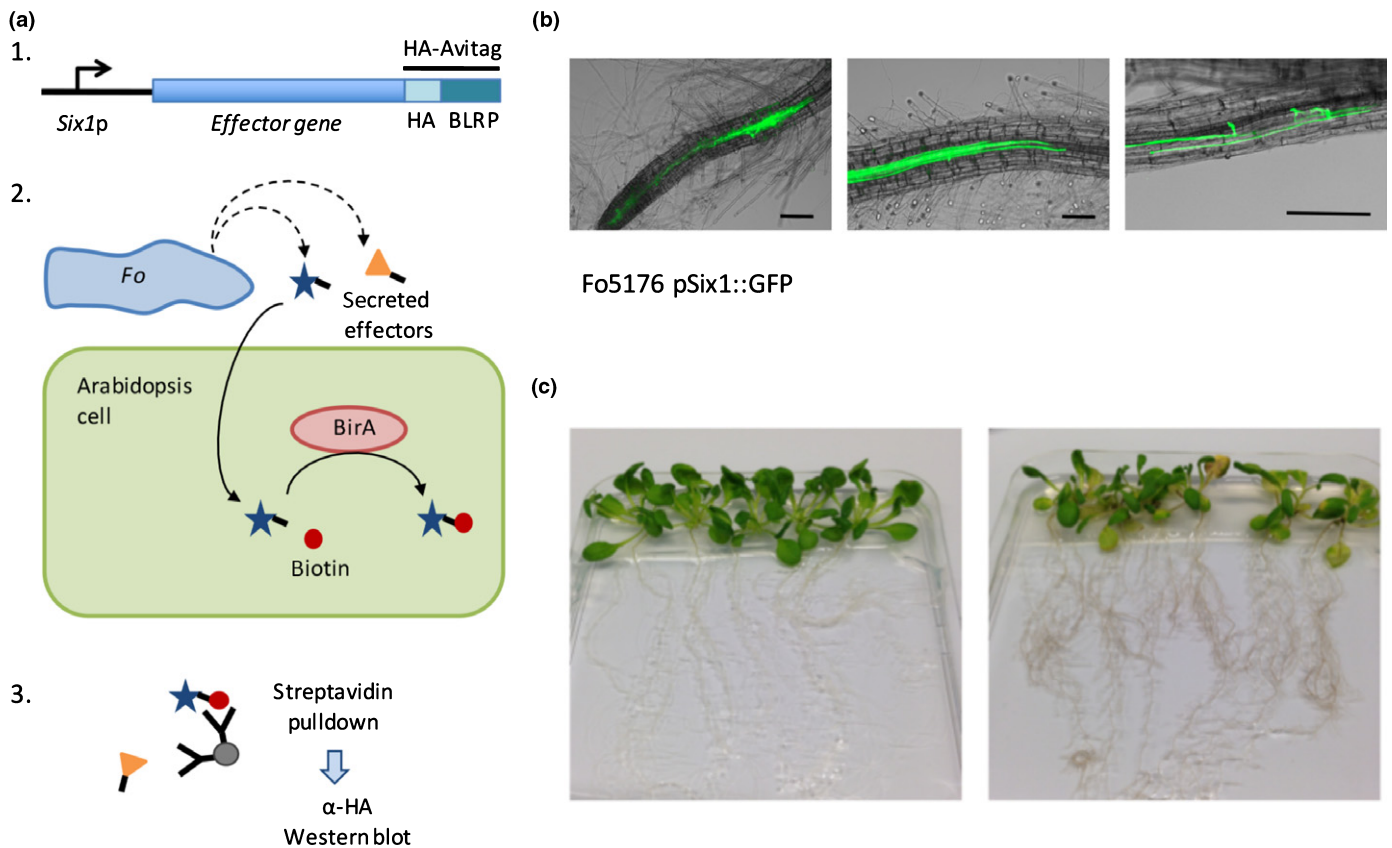 (a)
1.
HA-Avitag
Six1p
Effector gene
HA
BLRP
2.
Fo
Secreted
effectors
Arabidopsis
cell
BirA
Biotin
3.
Streptavidin
pulldown
α-HA
Western blot
(b)
Fo5176 pSix1::GFP
(c)